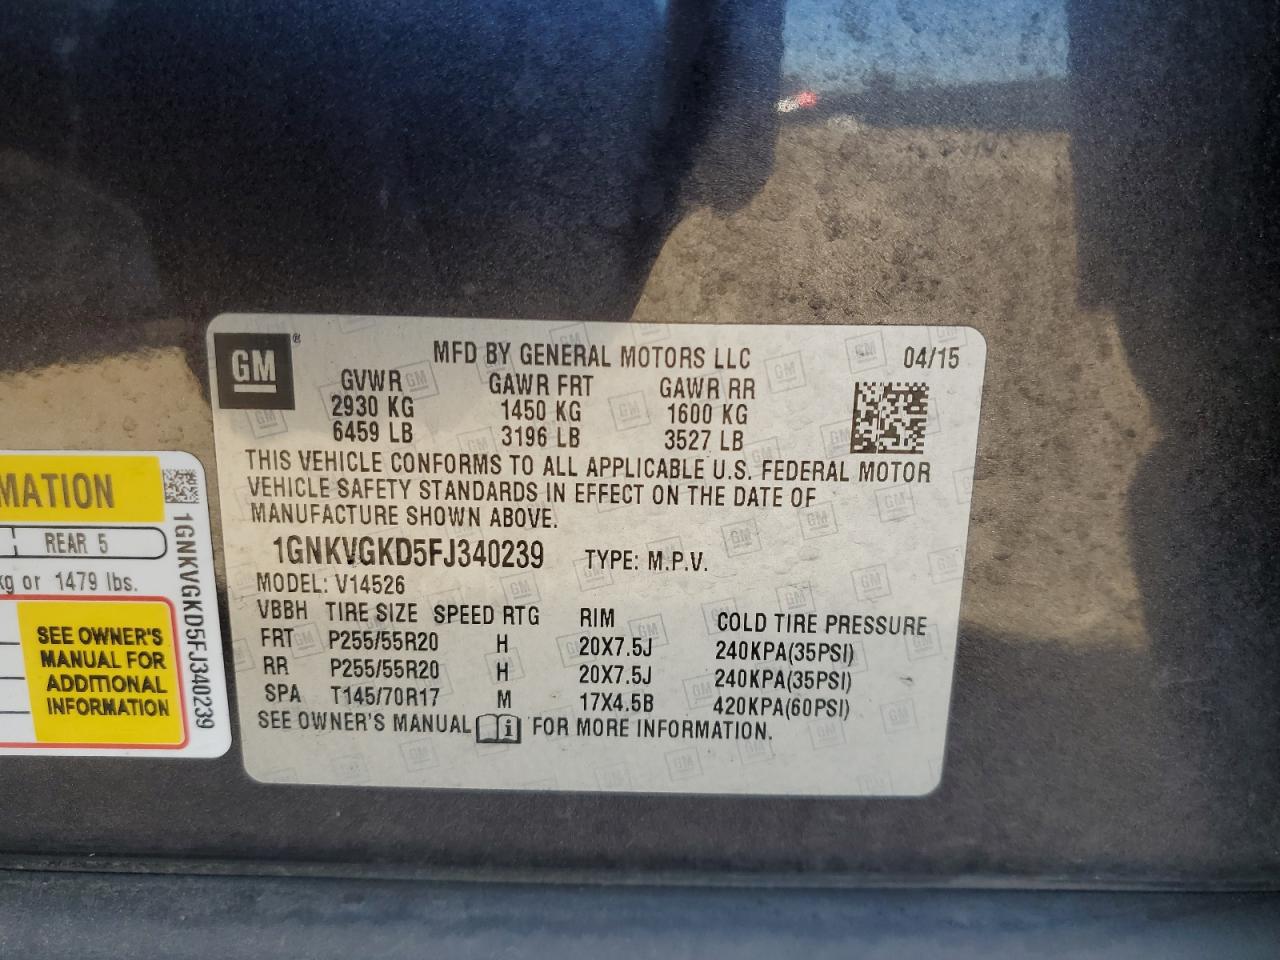 GM ®
MFD BY GENERAL MOTORS LLC 04/15
GVWR GAWR FRT GAWR RR
2930 KG 1450 KG 1600 KG
6459 LB 3196 LB 3527 LB
THIS VEHICLE CONFORMS TO ALL APPLICABLE U.S. FEDERAL MOTOR
VEHICLE SAFETY STANDARDS IN EFFECT ON THE DATE OF
MANUFACTURE SHOWN ABOVE.
1GNKVGKD5FJ340239 TYPE: M.P.V.
MODEL: V14526
VBBH TIRE SIZE SPEED RTG RIM COLD TIRE PRESSURE
FRT P255/55R20 H 20X7.5J 240KPA(35PSI)
RR P255/55R20 H 20X7.5J 240KPA(35PSI)
SPA T145/70R17 M 17X4.5B 420KPA(60PSI)
SEE OWNER'S MANUAL i FOR MORE INFORMATION.
MATION
REAR 5
kg or 1479 lbs.
SEE OWNER'S
MANUAL FOR
ADDITIONAL
INFORMATION
1GNKVGKD5FJ340239